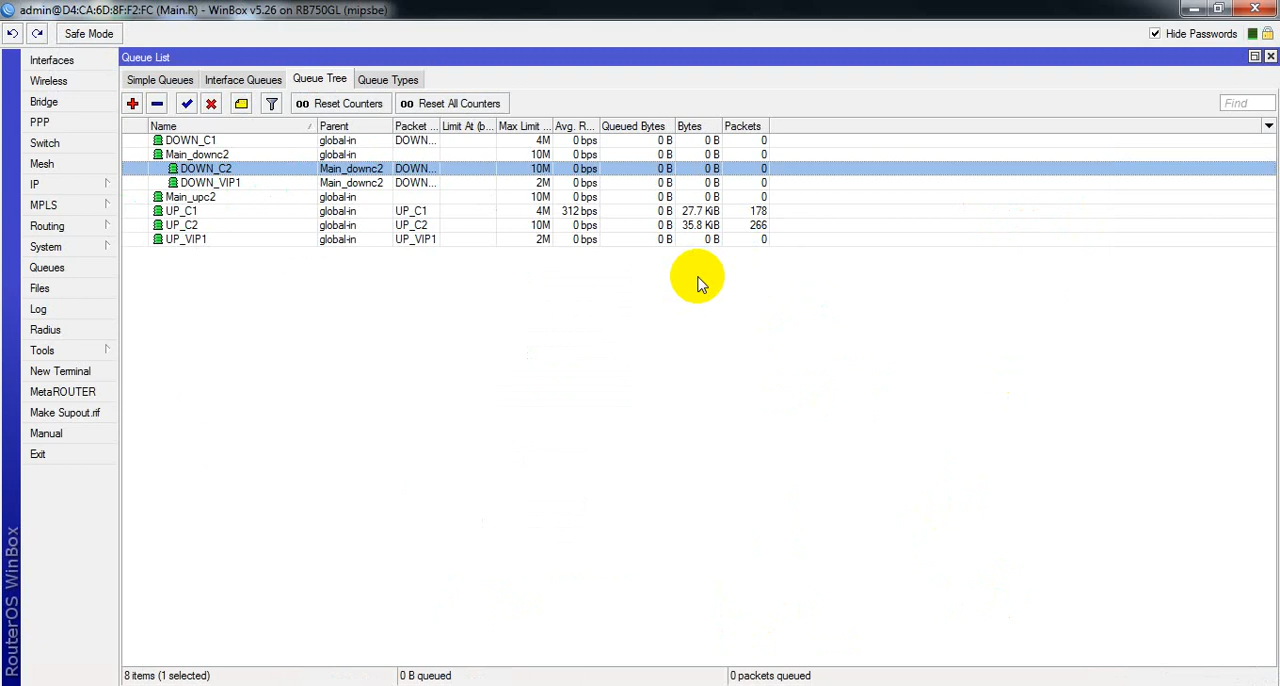 admin@D4:CA:6D:8F:F2:FC (Main.R) - WinBox v5.26 on RB750GL (mipsbe)
Safe Mode
Hide Passwords
Interfaces
Wireless
Bridge
PPP
Switch
Mesh
IP
MPLS
Routing
System
Queues
Files
Log
Radius
Tools
New Terminal
MetaROUTER
Make Supout.rif
Manual
Exit
RouterOS WinBox
Queue List
Simple Queues Interface Queues Queue Tree Queue Types
00 Reset Counters 00 Reset All Counters Find
Name Parent Packet ... Limit At (b... Max Limit ... Avg. R... Queued Bytes Bytes Packets
DOWN_C1 global-in DOWN... 4M 0 bps 0 B 0 B 0
Main_downc2 global-in 10M 0 bps 0 B 0 B 0
DOWN_C2 Main_downc2 DOWN... 10M 0 bps 0 B 0 B 0
DOWN_VIP1 Main_downc2 DOWN... 2M 0 bps 0 B 0 B 0
Main_upc2 global-in 10M 0 bps 0 B 0 B 0
UP_C1 global-in UP_C1 4M 312 bps 0 B 27.7 KiB 178
UP_C2 global-in UP_C2 10M 0 bps 0 B 35.8 KiB 266
UP_VIP1 global-in UP_VIP1 2M 0 bps 0 B 0 B 0
8 items (1 selected) 0 B queued 0 packets queued